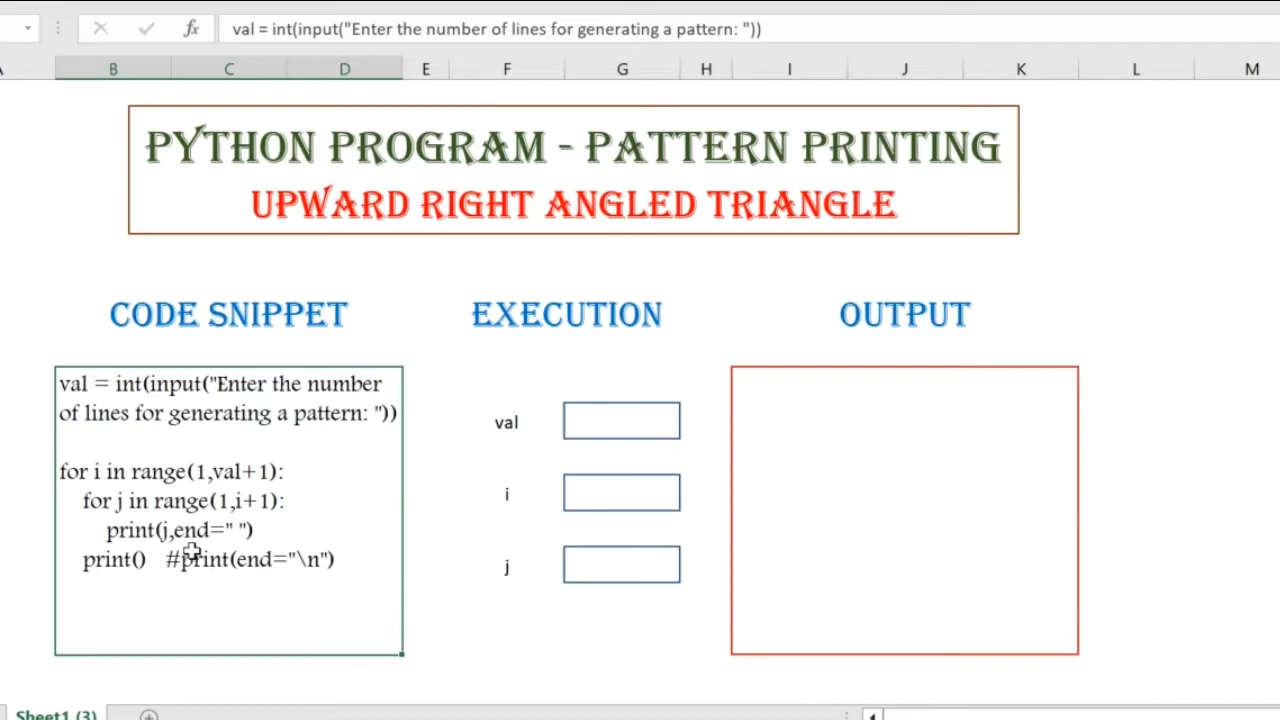 fx val = int(input("Enter the number of lines for generating a pattern: "))
A B C D E F G H I J K L M
PYTHON PROGRAM - PATTERN PRINTING
UPWARD RIGHT ANGLED TRIANGLE
CODE SNIPPET EXECUTION OUTPUT
val = int(input("Enter the number
of lines for generating a pattern: "))
for i in range(1,val+1):
for j in range(1,i+1):
print(j,end=" ")
print() #print(end="\n")
val
i
j
Sheet1 (3)